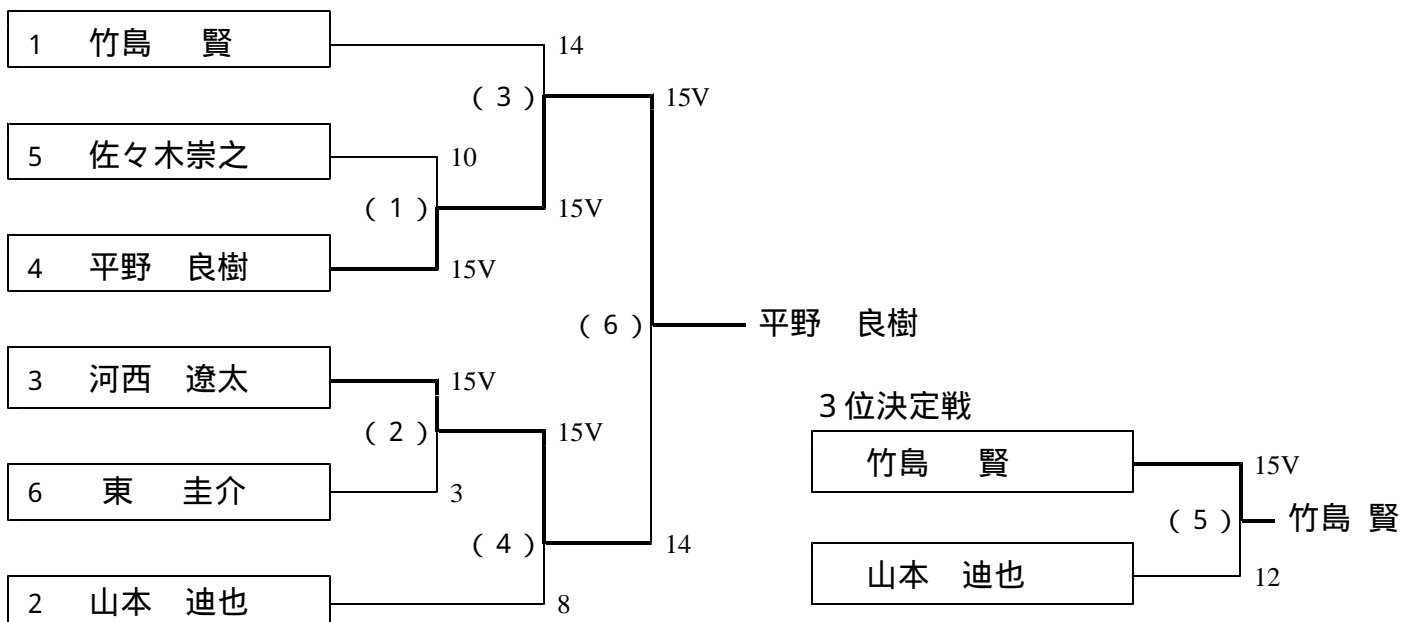 1 竹島 賢
14
( 3 )
15V
5 佐々木崇之
10
( 1 )
15V
4 平野 良樹
15V
( 6 )
平野 良樹
3 河西 遼太
15V
3位決定戦
( 2 )
15V
竹島 賢
15V
6 東 圭介
3
( 5 )
竹島 賢
( 4 )
14
山本 迪也
12
2 山本 迪也
8